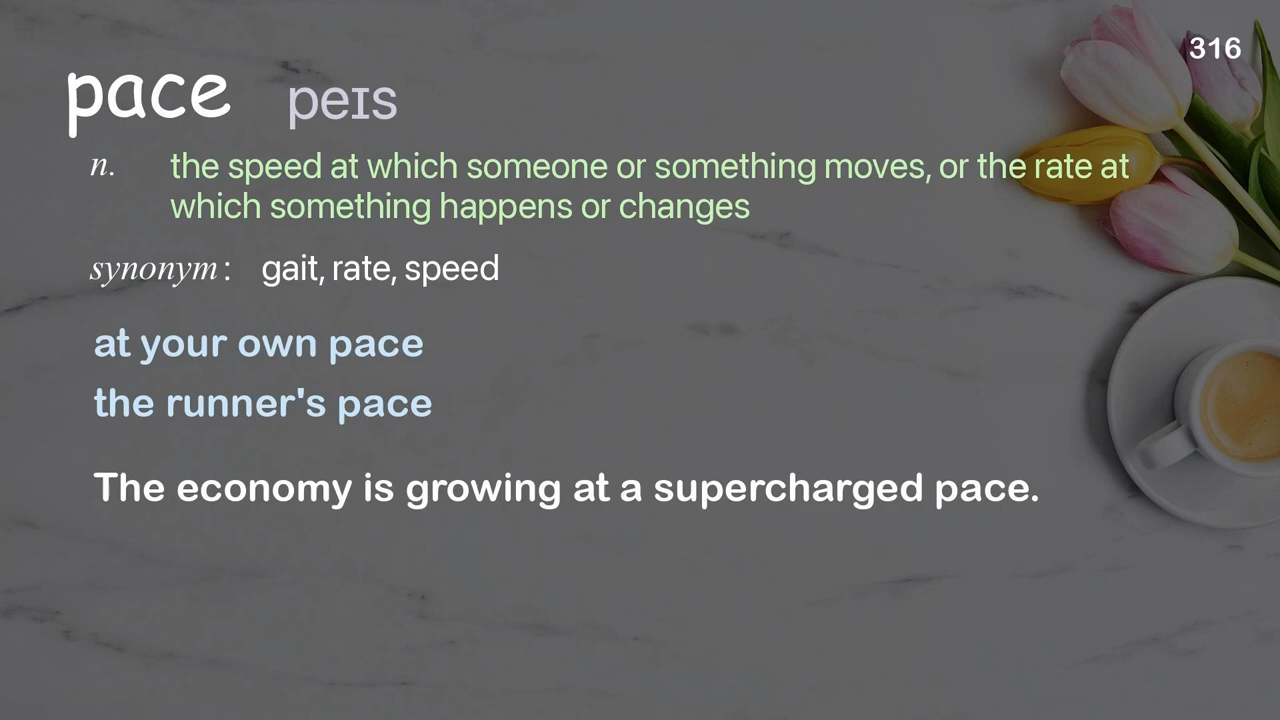 316
pace peɪs
n. the speed at which someone or something moves, or the rate at
which something happens or changes
synonym: gait, rate, speed
at your own pace
the runner's pace
The economy is growing at a supercharged pace.